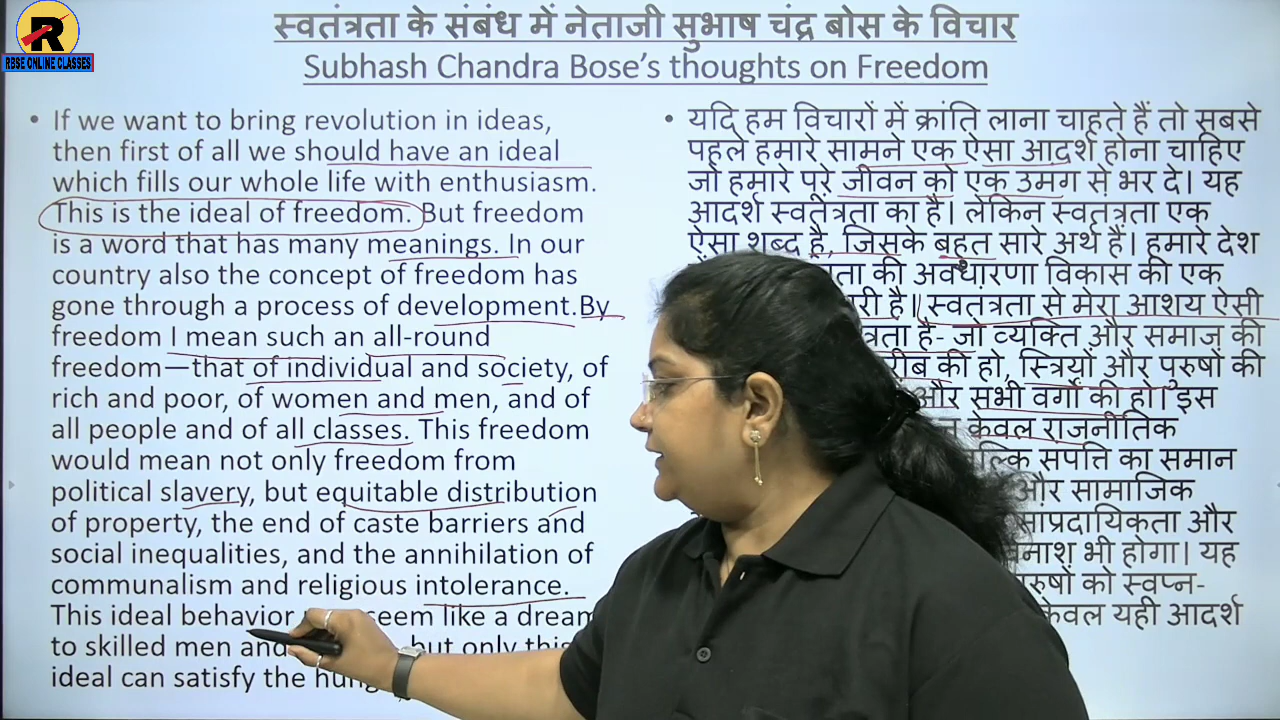 RBSE ONLINE CLASSES
स्वतंत्रता के संबंध में नेताजी सुभाष चंद्र बोस के विचार
Subhash Chandra Bose's thoughts on Freedom
• If we want to bring revolution in ideas,
then first of all we should have an ideal
which fills our whole life with enthusiasm.
This is the ideal of freedom. But freedom
is a word that has many meanings. In our
country also the concept of freedom has
gone through a process of development.By
freedom I mean such an all-round
freedom—that of individual and society, of
rich and poor, of women and men, and of
all people and of all classes. This freedom
would mean not only freedom from
political slavery, but equitable distribution
of property, the end of caste barriers and
social inequalities, and the annihilation of
communalism and religious intolerance.
This ideal behavior seem like a dream
to skilled men and but only this
ideal can satisfy the
• यदि हम विचारों में क्रांति लाना चाहते हैं तो सबसे
पहले हमारे सामने एक ऐसा आदर्श होना चाहिए
जो हमारे पूरे जीवन को एक उमंग से भर दे। यह
आदर्श स्वतंत्रता का है। लेकिन स्वतंत्रता एक
ऐसा शब्द है, जिसके बहुत सारे अर्थ हैं। हमारे देश
की अवधारणा विकास की एक
है। स्वतंत्रता से मेरा आशय ऐसी
है- जो व्यक्ति और समाज की
की हो, स्त्रियों और पुरुषों की
और सभी वर्गों की हो। इस
केवल राजनीतिक
संपत्ति का समान
और सामाजिक
सांप्रदायिकता और
भी होगा। यह
को स्वप्न-
केवल यही आदर्श